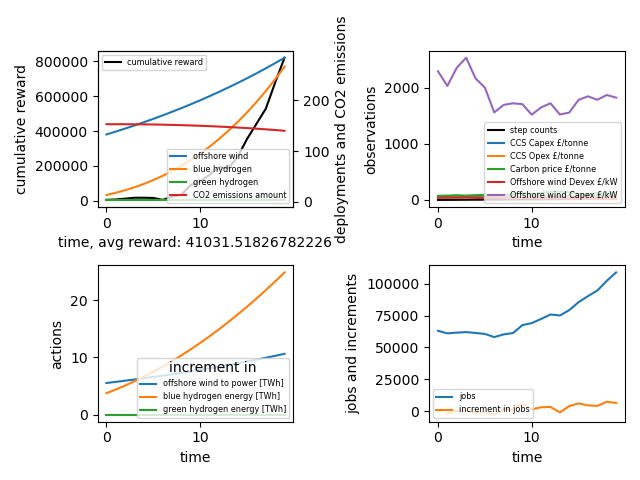 cumulative reward
800000
600000
400000
200000
0
0
10
time, avg reward: 41031.51826782226
cumulative reward
offshore wind
blue hydrogen
green hydrogen
CO2 emissions amount
200
100
0
deployments and CO2 emissions
observations
2000
1000
0
0
10
time
step counts
CCS Capex £/tonne
CCS Opex £/tonne
Carbon price £/tonne
Offshore wind Devex £/kW
Offshore wind Capex £/kW
actions
20
10
0
0
10
time
increment in
offshore wind to power [TWh]
blue hydrogen energy [TWh]
green hydrogen energy [TWh]
jobs and increments
100000
75000
50000
25000
0
0
10
time
jobs
increment in jobs